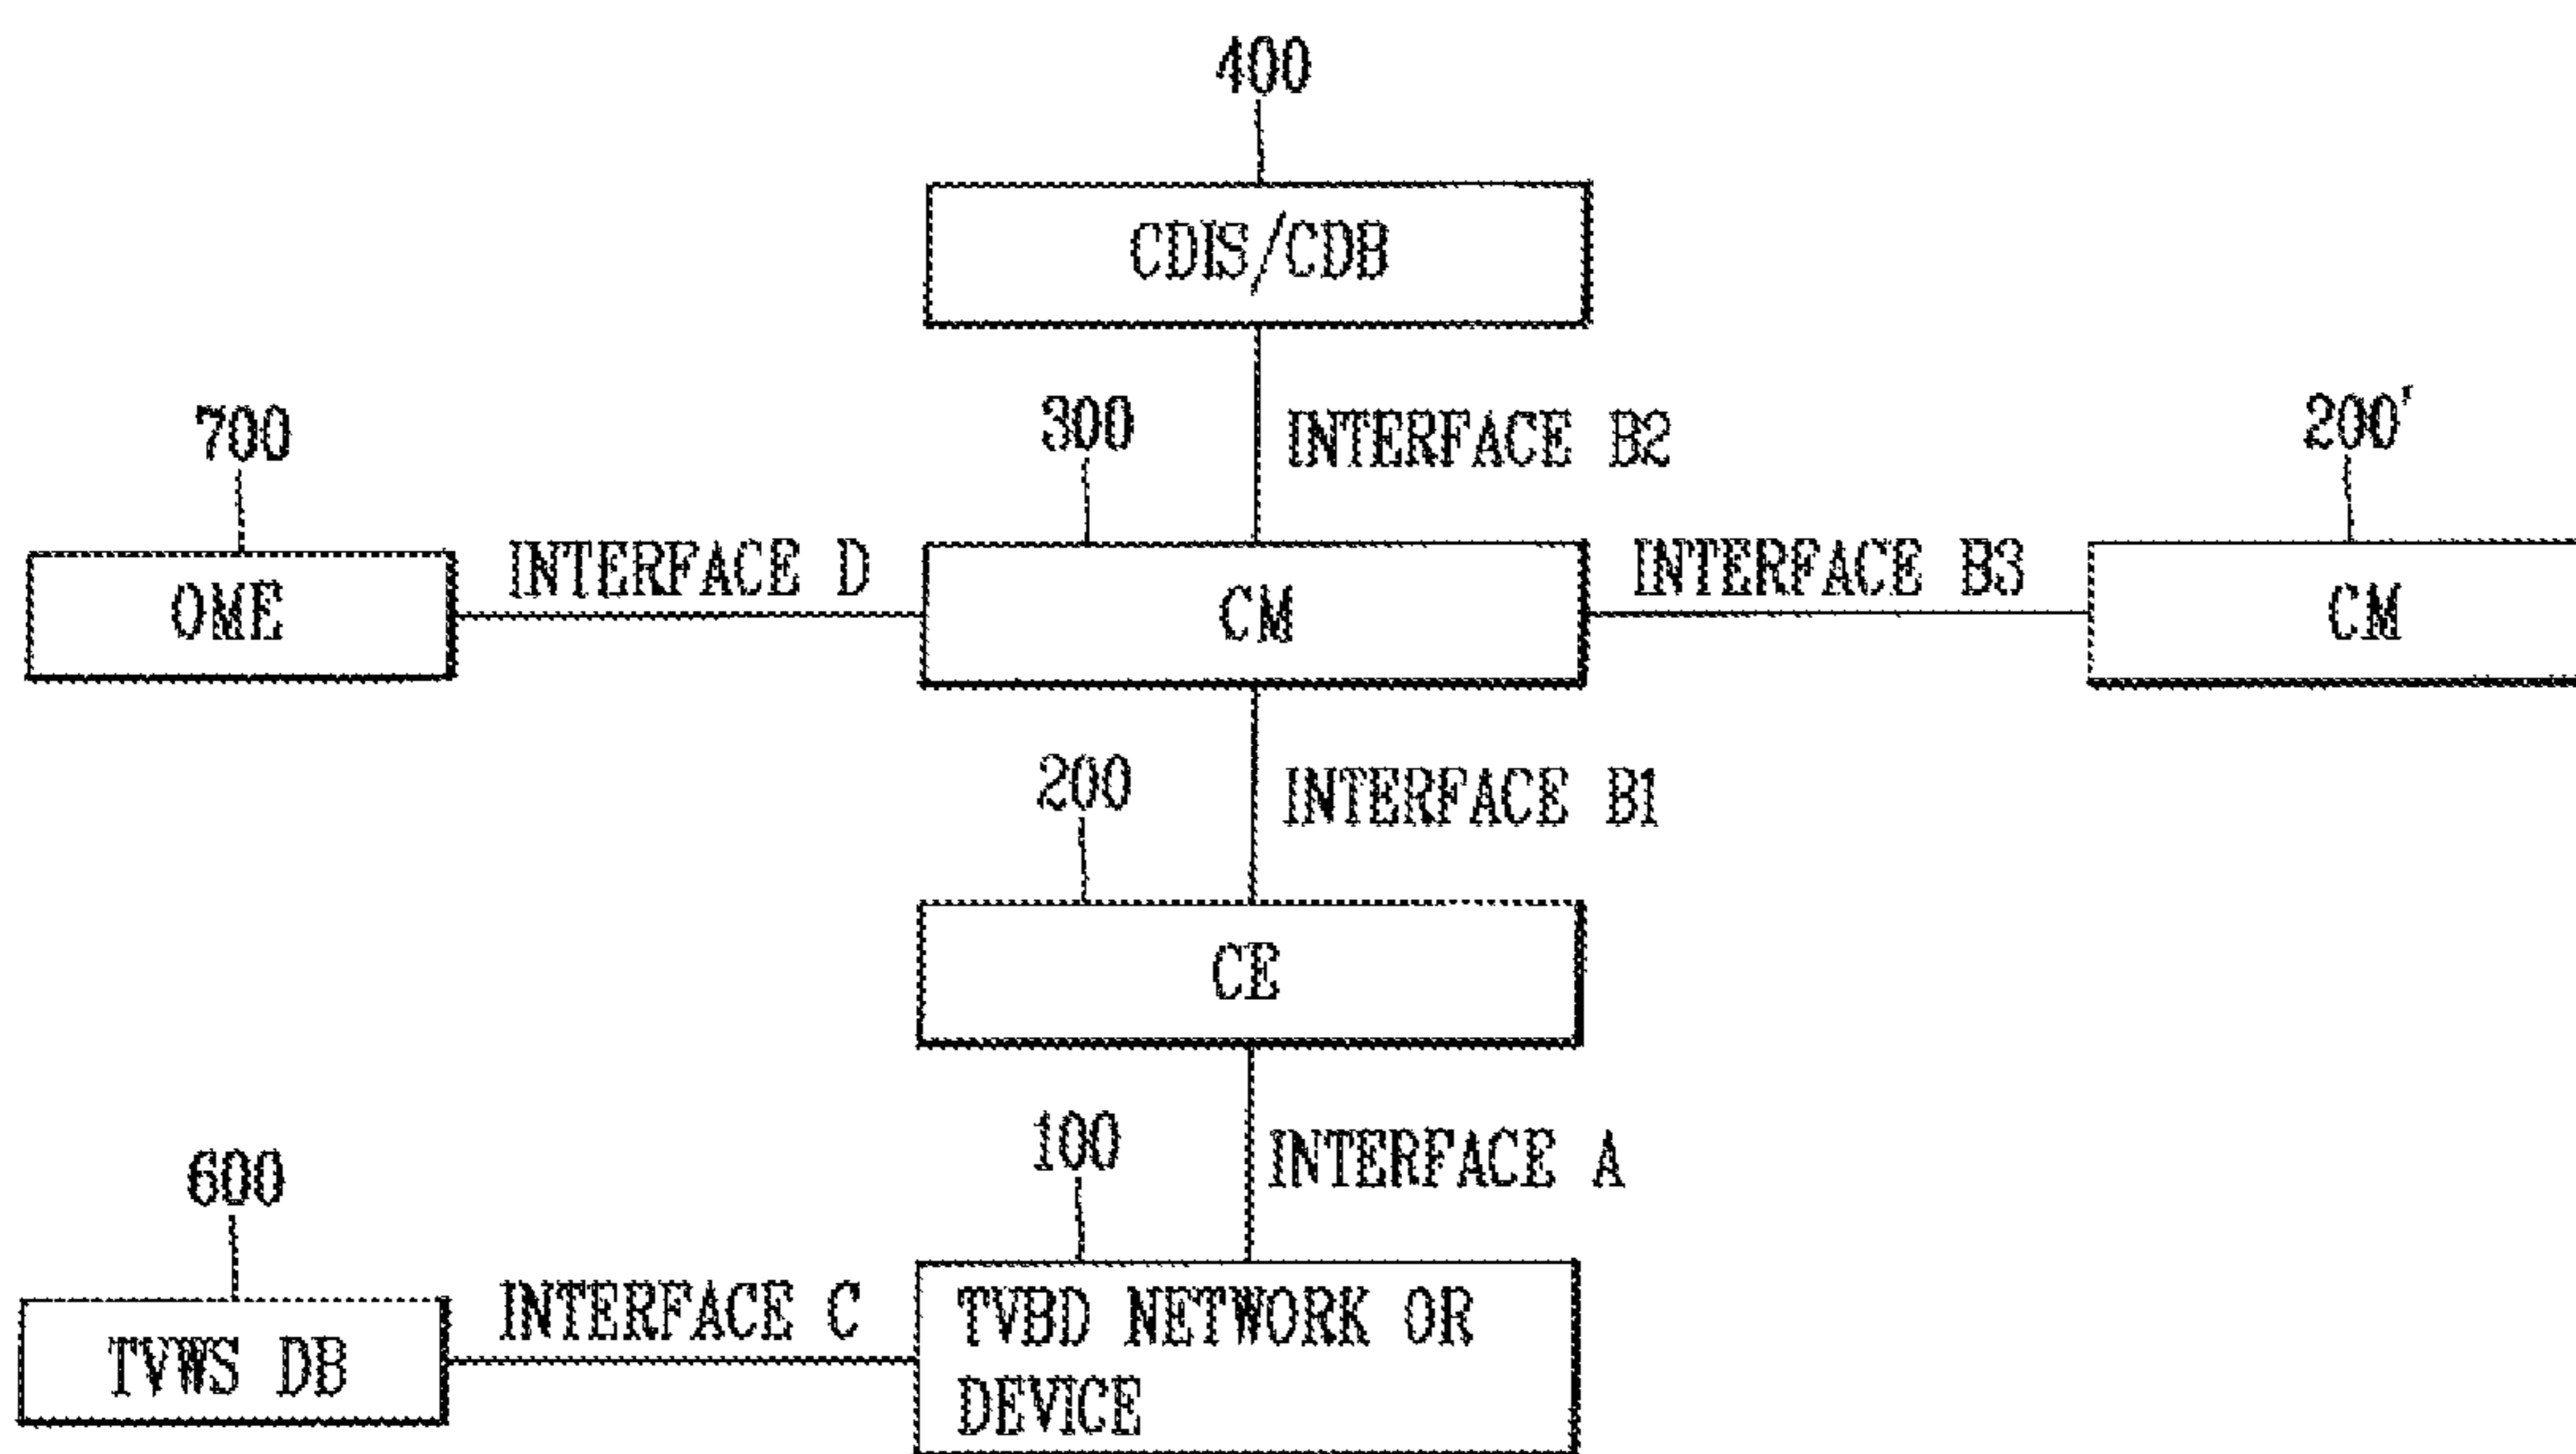 400
CDIS/CDB
300
INTERFACE B2
700
200'
OME
INTERFACE D
CM
INTERFACE B3
CM
200
INTERFACE B1
CE
100
INTERFACE A
600
TVWS DB
INTERFACE C
TVBD NETWORK OR
DEVICE